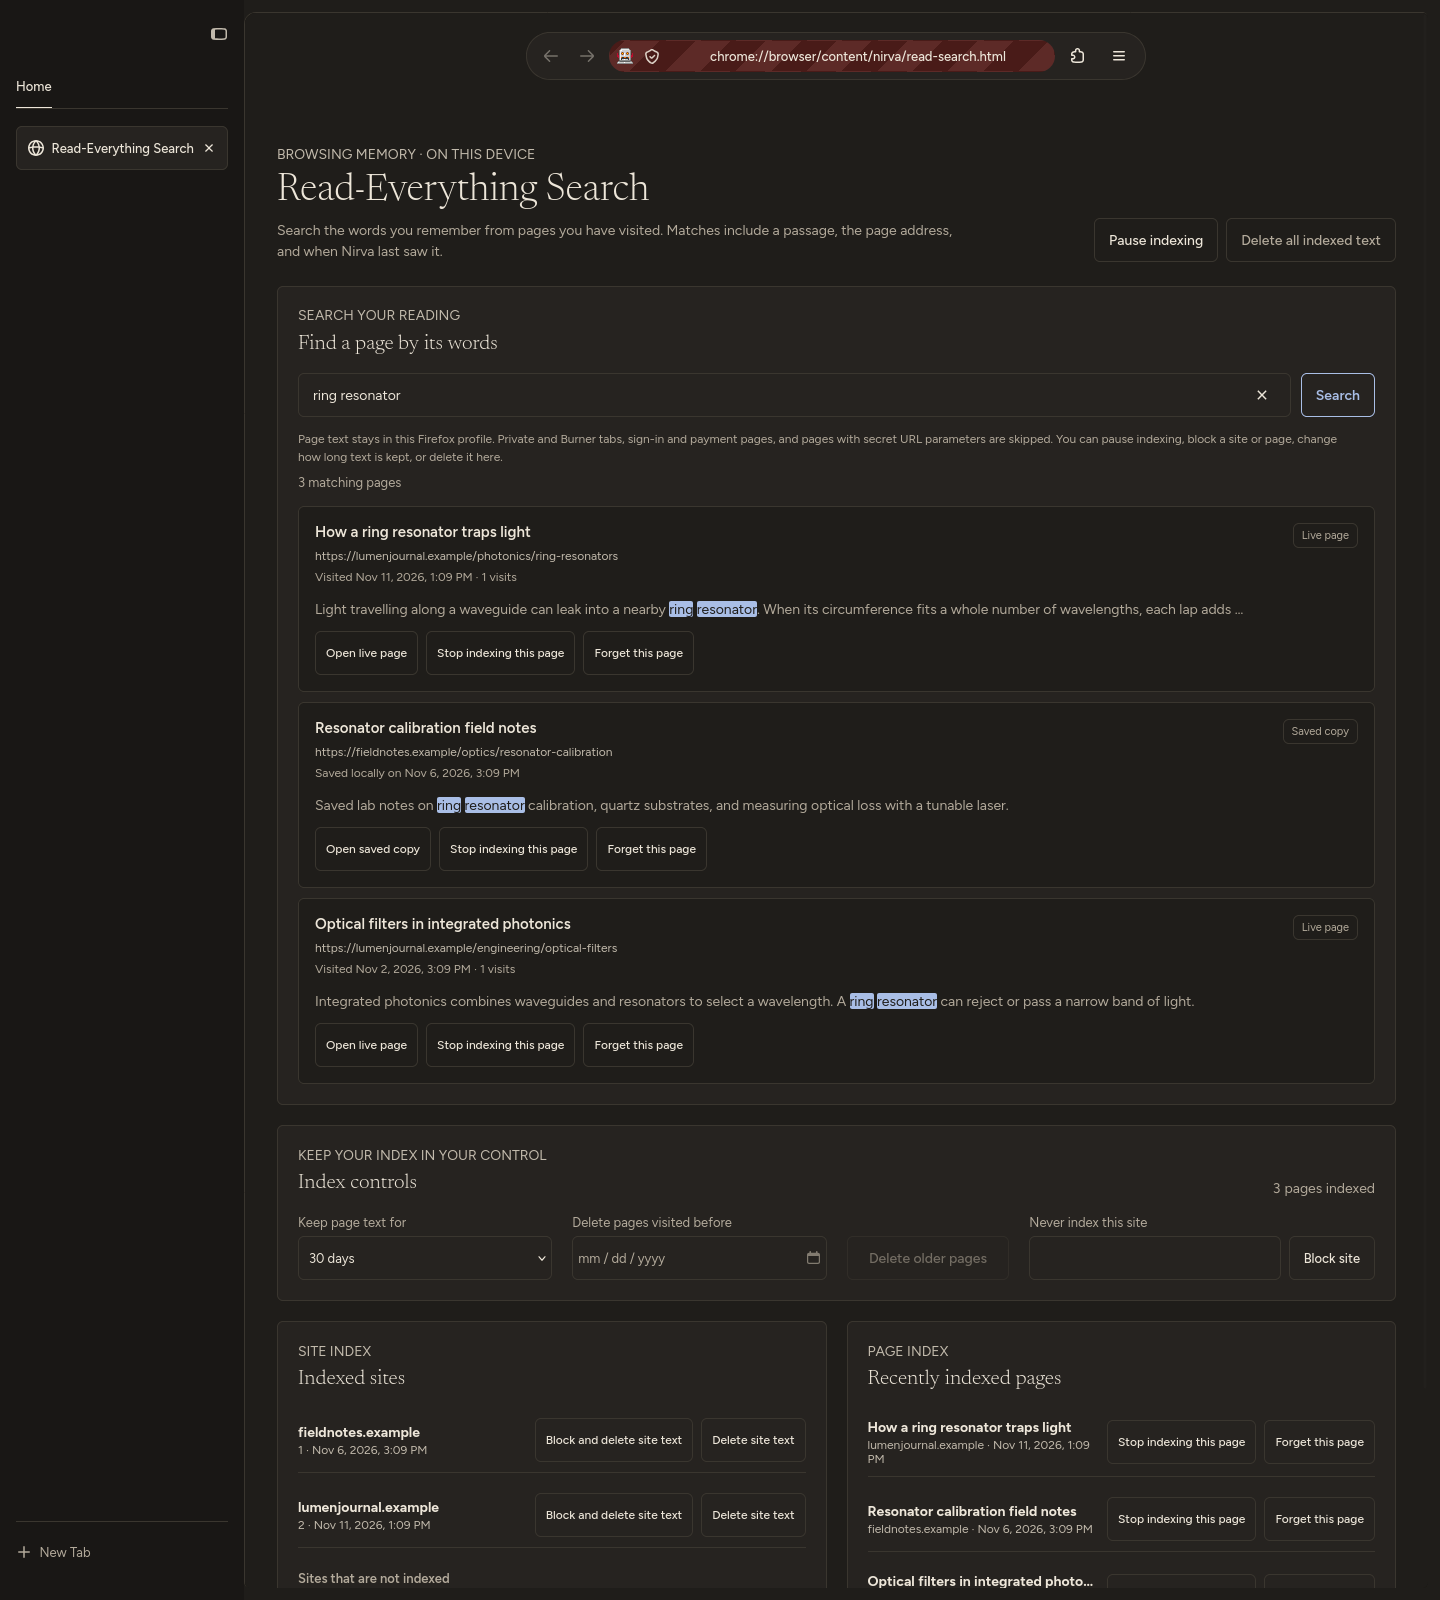 chrome://browser/content/nirva/read-search.html
Home
Read-Everything Search
BROWSING MEMORY · ON THIS DEVICE
Read-Everything Search
Search the words you remember from pages you have visited. Matches include a passage, the page address,
and when Nirva last saw it.
Pause indexing
Delete all indexed text
SEARCH YOUR READING
Find a page by its words
ring resonator
Search
Page text stays in this Firefox profile. Private and Burner tabs, sign-in and payment pages, and pages with secret URL parameters are skipped. You can pause indexing, block a site or page, change
how long text is kept, or delete it here.
3 matching pages
How a ring resonator traps light
Live page
https://lumenjournal.example/photonics/ring-resonators
Visited Nov 11, 2026, 1:09 PM · 1 visits
Light travelling along a waveguide can leak into a nearby ring resonator. When its circumference fits a whole number of wavelengths, each lap adds ...
Open live page
Stop indexing this page
Forget this page
Resonator calibration field notes
Saved copy
https://fieldnotes.example/optics/resonator-calibration
Saved locally on Nov 6, 2026, 3:09 PM
Saved lab notes on ring resonator calibration, quartz substrates, and measuring optical loss with a tunable laser.
Open saved copy
Stop indexing this page
Forget this page
Optical filters in integrated photonics
Live page
https://lumenjournal.example/engineering/optical-filters
Visited Nov 2, 2026, 3:09 PM · 1 visits
Integrated photonics combines waveguides and resonators to select a wavelength. A ring resonator can reject or pass a narrow band of light.
Open live page
Stop indexing this page
Forget this page
KEEP YOUR INDEX IN YOUR CONTROL
Index controls
3 pages indexed
Keep page text for
30 days
Delete pages visited before
mm / dd / yyyy
Delete older pages
Never index this site
Block site
SITE INDEX
Indexed sites
fieldnotes.example
1 · Nov 6, 2026, 3:09 PM
Block and delete site text
Delete site text
lumenjournal.example
2 · Nov 11, 2026, 1:09 PM
Block and delete site text
Delete site text
Sites that are not indexed
PAGE INDEX
Recently indexed pages
How a ring resonator traps light
lumenjournal.example · Nov 11, 2026, 1:09
PM
Stop indexing this page
Forget this page
Resonator calibration field notes
fieldnotes.example · Nov 6, 2026, 3:09 PM
Stop indexing this page
Forget this page
Optical filters in integrated photo...
New Tab